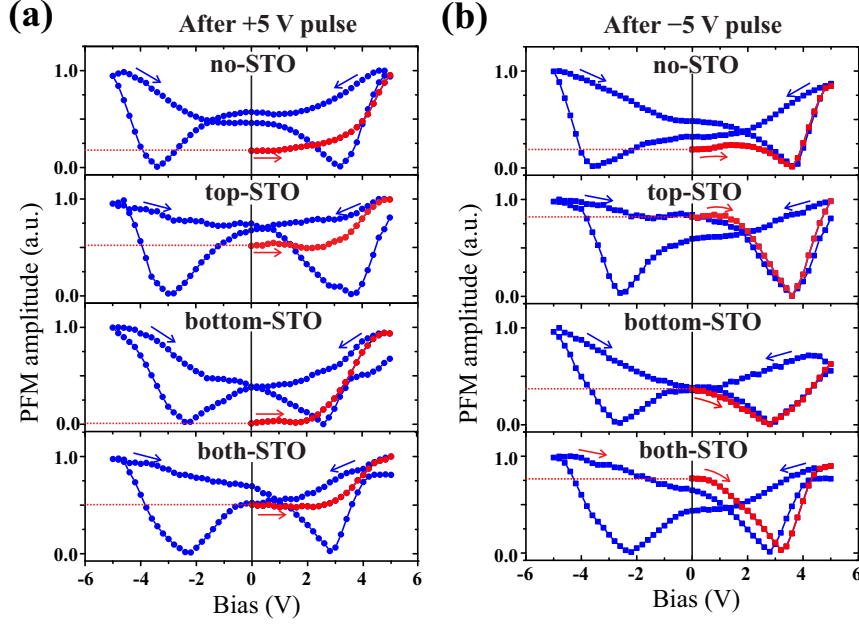 (a)
After +5 V pulse
no-STO
1.0
0.0
top-STO
1.0
0.0
bottom-STO
1.0
0.0
both-STO
1.0
0.0
-6 -4 -2 0 2 4 6
Bias (V)
PFM amplitude (a.u.)
(b)
After −5 V pulse
no-STO
1.0
0.0
top-STO
1.0
0.0
bottom-STO
1.0
0.0
both-STO
1.0
0.0
-6 -4 -2 0 2 4 6
Bias (V)
PFM amplitude (a.u.)